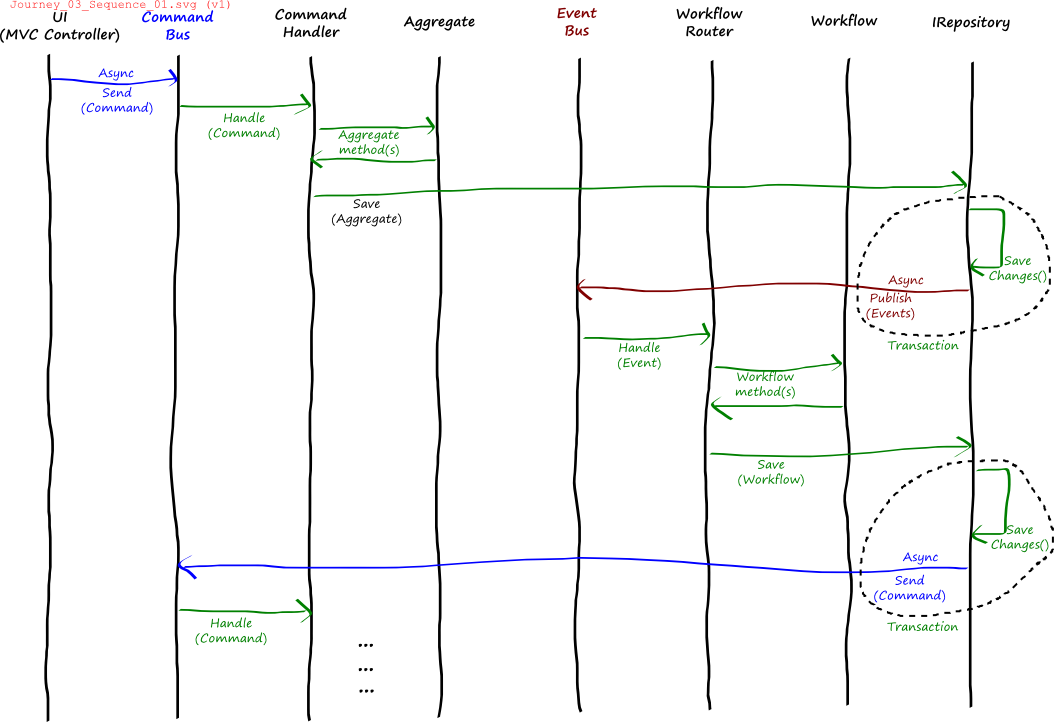 Journey_03_Sequence_01.svg (v1)
UI
(MVC Controller)
Command
Bus
Command
Handler
Aggregate
Event
Bus
Workflow
Router
Workflow
IRepository
Async
Send
(Command)
Handle
(Command)
Aggregate
method(s)
Save
(Aggregate)
Save
Changes()
Async
Publish
(Events)
Transaction
Handle
(Event)
Workflow
method(s)
Save
(Workflow)
Save
Changes()
Async
Send
(Command)
Transaction
Handle
(Command)
...
...
...